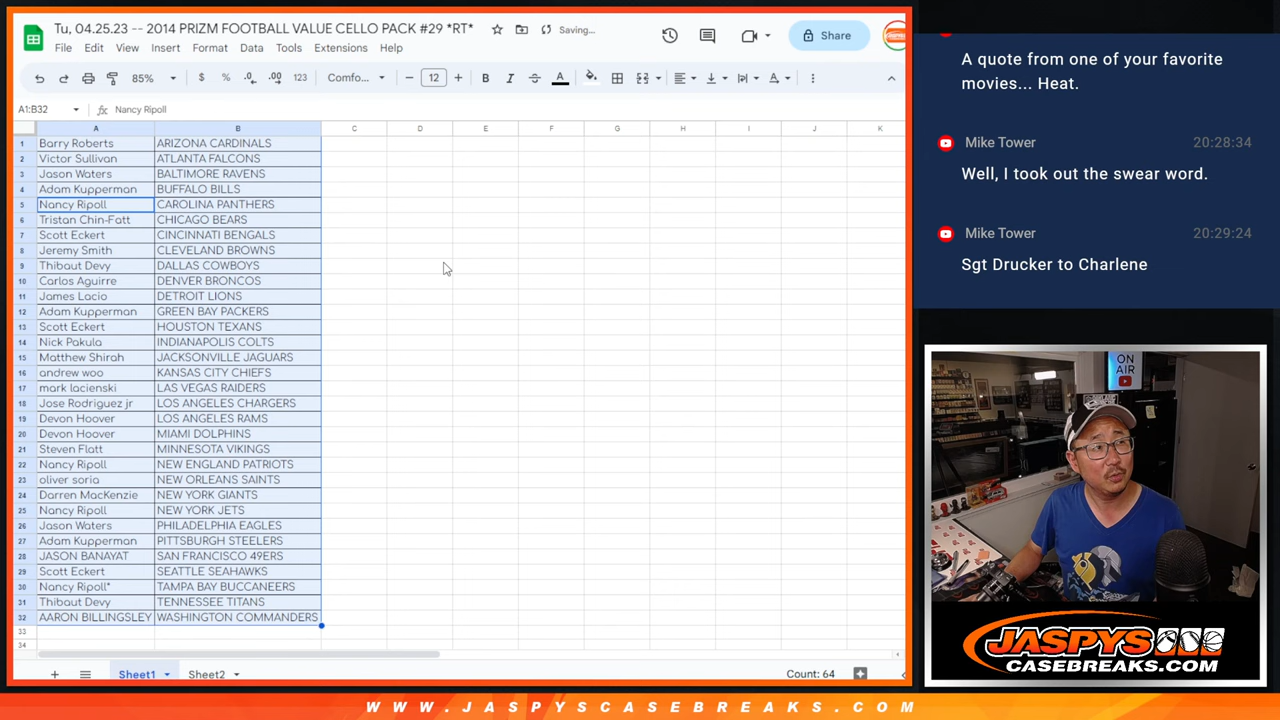 Tu, 04.25.23 -- 2014 PRIZM FOOTBALL VALUE CELLO PACK #29 *RT*
Saving...
File Edit View Insert Format Data Tools Extensions Help
Share
85% $ % .0 .00 123 Comfo... − 12 + B I A
A1:B32 fx Nancy Ripoll
A B C D E F G H I J K
1 Barry Roberts ARIZONA CARDINALS
2 Victor Sullivan ATLANTA FALCONS
3 Jason Waters BALTIMORE RAVENS
4 Adam Kupperman BUFFALO BILLS
5 Nancy Ripoll CAROLINA PANTHERS
6 Tristan Chin-Fatt CHICAGO BEARS
7 Scott Eckert CINCINNATI BENGALS
8 Jeremy Smith CLEVELAND BROWNS
9 Thibaut Devy DALLAS COWBOYS
10 Carlos Aguirre DENVER BRONCOS
11 James Lacio DETROIT LIONS
12 Adam Kupperman GREEN BAY PACKERS
13 Scott Eckert HOUSTON TEXANS
14 Nick Pakula INDIANAPOLIS COLTS
15 Matthew Shirah JACKSONVILLE JAGUARS
16 andrew woo KANSAS CITY CHIEFS
17 mark lacienski LAS VEGAS RAIDERS
18 Jose Rodriguez jr LOS ANGELES CHARGERS
19 Devon Hoover LOS ANGELES RAMS
20 Devon Hoover MIAMI DOLPHINS
21 Steven Flatt MINNESOTA VIKINGS
22 Nancy Ripoll NEW ENGLAND PATRIOTS
23 oliver soria NEW ORLEANS SAINTS
24 Darren MacKenzie NEW YORK GIANTS
25 Nancy Ripoll NEW YORK JETS
26 Jason Waters PHILADELPHIA EAGLES
27 Adam Kupperman PITTSBURGH STEELERS
28 JASON BANAYAT SAN FRANCISCO 49ERS
29 Scott Eckert SEATTLE SEAHAWKS
30 Nancy Ripoll* TAMPA BAY BUCCANEERS
31 Thibaut Devy TENNESSEE TITANS
32 AARON BILLINGSLEY WASHINGTON COMMANDERS
33
34
Sheet1 Sheet2 Count: 64
A quote from one of your favorite
movies... Heat.
Mike Tower 20:28:34
Well, I took out the swear word.
Mike Tower 20:29:24
Sgt Drucker to Charlene
ON
AIR
JASPYS
CASEBREAKS.COM
WWW.JASPYSCASEBREAKS.COM